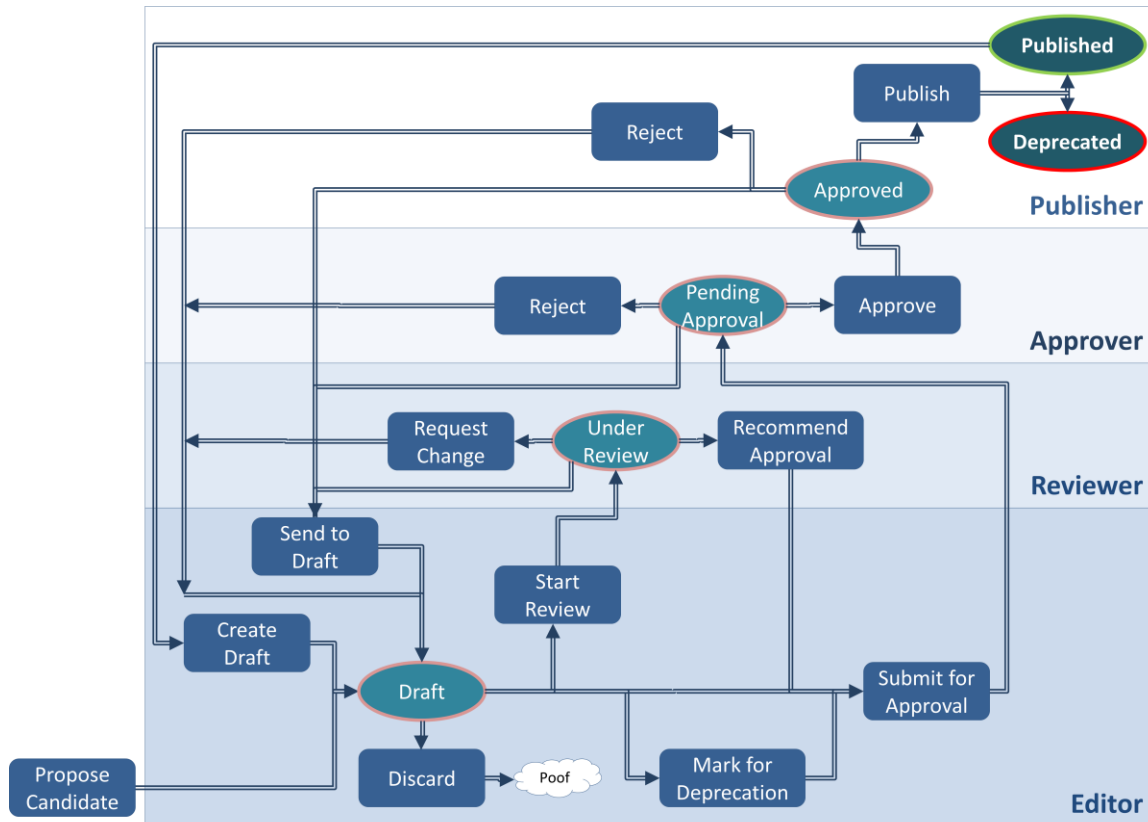 Published
Publish
Reject
Deprecated
Approved
Publisher
Pending
Approval
Reject
Approve
Approver
Request
Change
Under
Review
Recommend
Approval
Reviewer
Send to
Draft
Start
Review
Create
Draft
Draft
Submit for
Approval
Propose
Candidate
Discard
Poof
Mark for
Deprecation
Editor